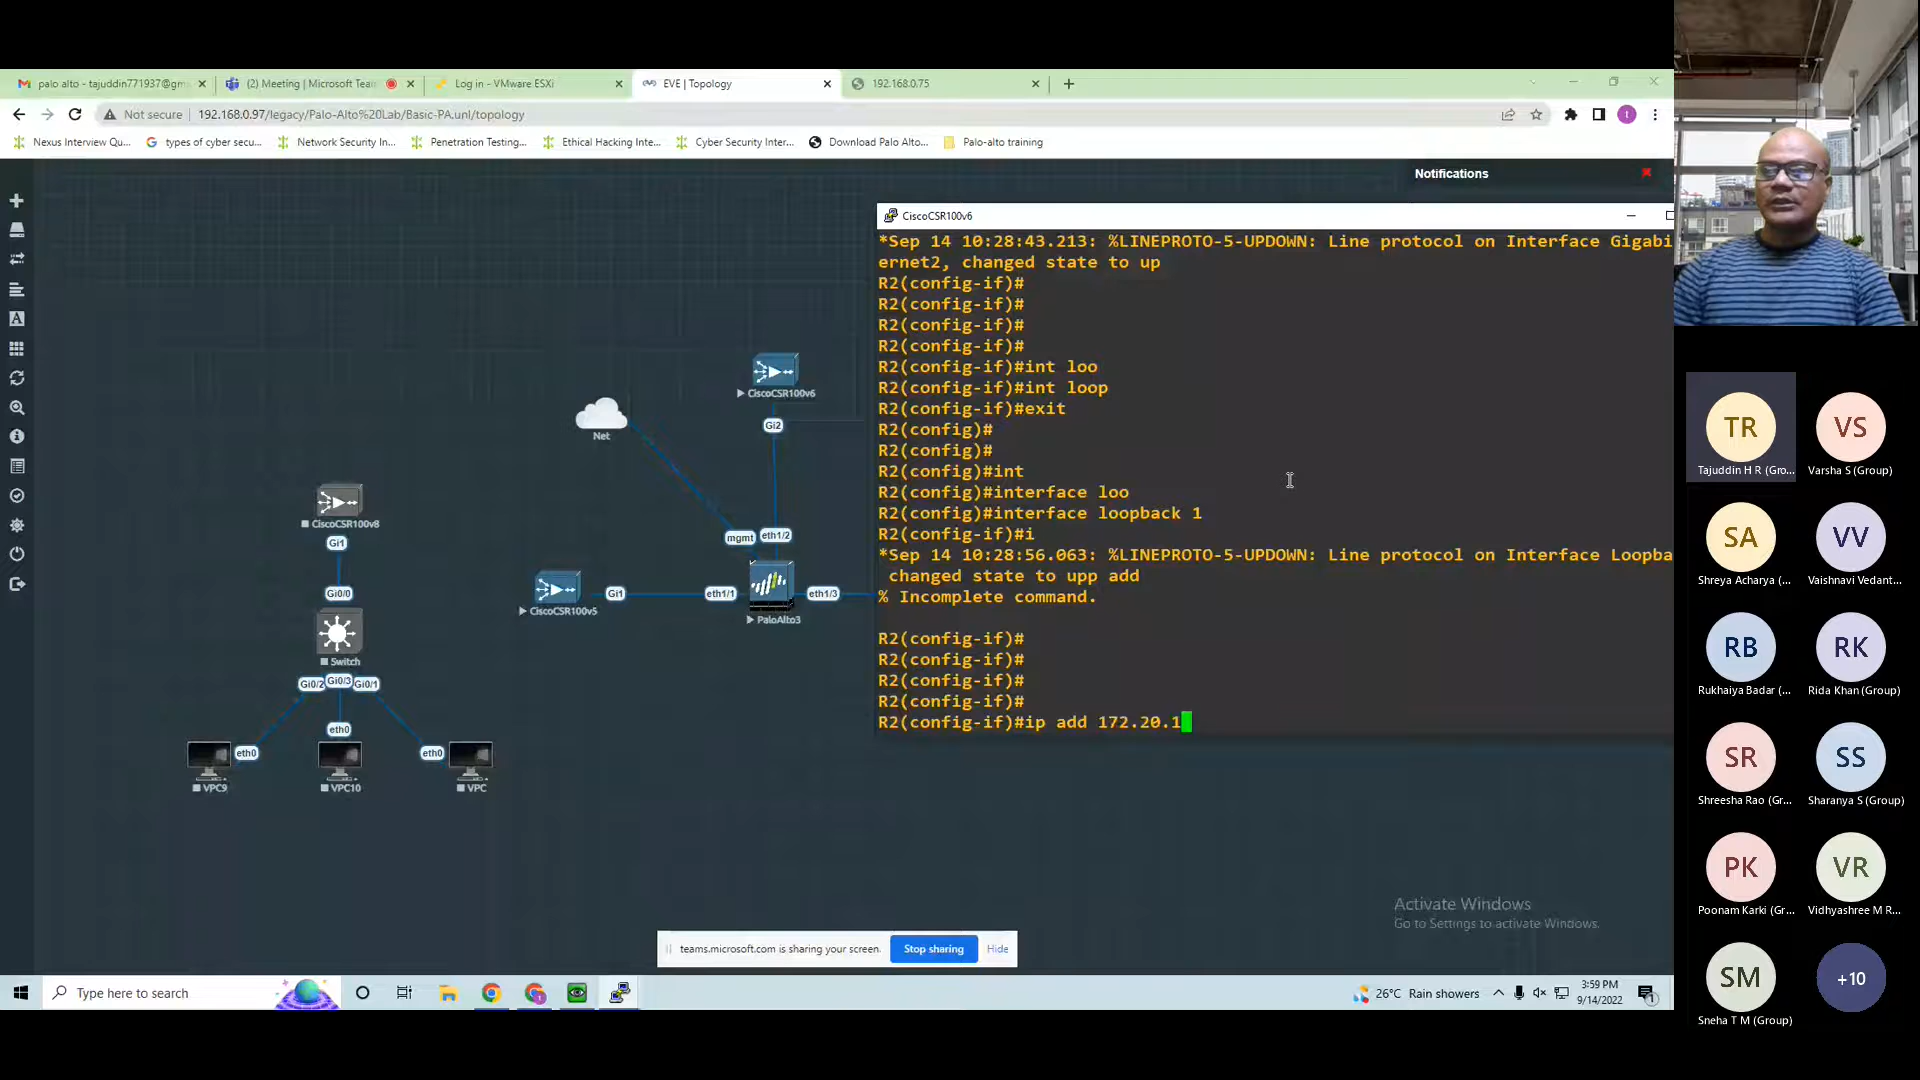 palo alto - tajuddin771937@gm
(2) Meeting | Microsoft Team
Log in - VMware ESXi
EVE | Topology
192.168.0.75
Not secure
192.168.0.97/legacy/Palo-Alto%20Lab/Basic-PA.unl/topology
Nexus Interview Qu...
types of cyber secu...
Network Security In...
Penetration Testing...
Ethical Hacking Inte...
Cyber Security Inter...
Download Palo Alto...
Palo-alto training
Notifications
CiscoCSR100v6
*Sep 14 10:28:43.213: %LINEPROTO-5-UPDOWN: Line protocol on Interface Gigabi
ernet2, changed state to up
R2(config-if)#
R2(config-if)#
R2(config-if)#
R2(config-if)#
R2(config-if)#int loo
R2(config-if)#int loop
R2(config-if)#exit
R2(config)#
R2(config)#
R2(config)#int
R2(config)#interface loo
R2(config)#interface loopback 1
R2(config-if)#i
*Sep 14 10:28:56.063: %LINEPROTO-5-UPDOWN: Line protocol on Interface Loopba
changed state to upp add
% Incomplete command.
R2(config-if)#
R2(config-if)#
R2(config-if)#
R2(config-if)#
R2(config-if)#ip add 172.20.1
CiscoCSR100v6
Gi2
Net
mgmt
eth1/2
CiscoCSR100v5
Gi1
eth1/1
eth1/3
PaloAlto3
CiscoCSR100v8
Gi1
Gi0/0
Switch
Gi0/2
Gi0/3
Gi0/1
eth0
eth0
eth0
VPC9
VPC10
VPC
Activate Windows
Go to Settings to activate Windows.
teams.microsoft.com is sharing your screen.
Stop sharing
Hide
Type here to search
26°C Rain showers
3:59 PM
9/14/2022
1
TR
Tajuddin H R (Gro...
VS
Varsha S (Group)
SA
Shreya Acharya (...
VV
Vaishnavi Vedant...
RB
Rukhaiya Badar (...
RK
Rida Khan (Group)
SR
Shreesha Rao (Gr...
SS
Sharanya S (Group)
PK
Poonam Karki (Gr...
VR
Vidhyashree M R...
SM
Sneha T M (Group)
+10